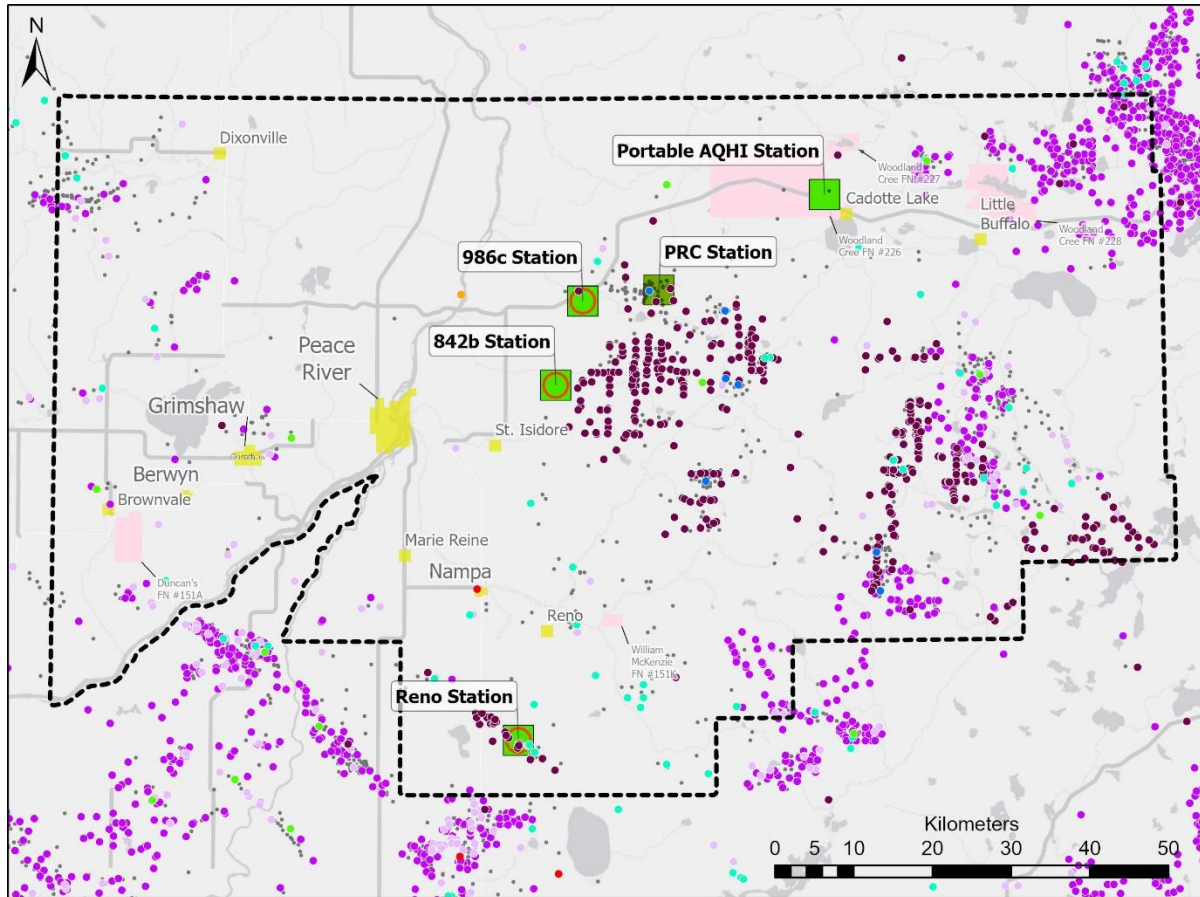 N
Dixonville
Portable AQHI Station
Woodland
Cree FN #227
Cadotte Lake
Little
Buffalo
Woodland
Cree FN #226
Woodland
Cree FN #228
986c Station
PRC Station
842b Station
Peace
River
Grimshaw
St. Isidore
Berwyn
Brownvale
Marie Reine
Nampa
Duncan's
FN #151A
Reno
William
McKenzie
FN #151K
Reno Station
Kilometers
0 5 10 20 30 40 50